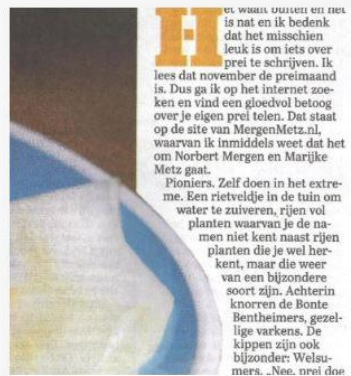 Het waait buiten en het
is nat en ik bedenk
dat het misschien
leuk is om iets over
prei te schrijven. Ik
lees dat november de preimaand
is. Dus ga ik op het internet zoe-
ken en vind een gloedvol betoog
over je eigen prei telen. Dat staat
op de site van MergenMetz.nl,
waarvan ik inmiddels weet dat het
om Norbert Mergen en Marijke
Metz gaat.
Pioniers. Zelf doen in het extre-
me. Een rietveldje in de tuin om
water te zuiveren, rijen vol
planten waarvan je de na-
men niet kent naast rijen
planten die je wel her-
kent, maar die weer
van een bijzondere
soort zijn. Achterin
knorren de Bonte
Bentheimers, gezel-
lige varkens. De
kippen zijn ook
bijzonder: Welsu-
mers. „Nee, prei doe